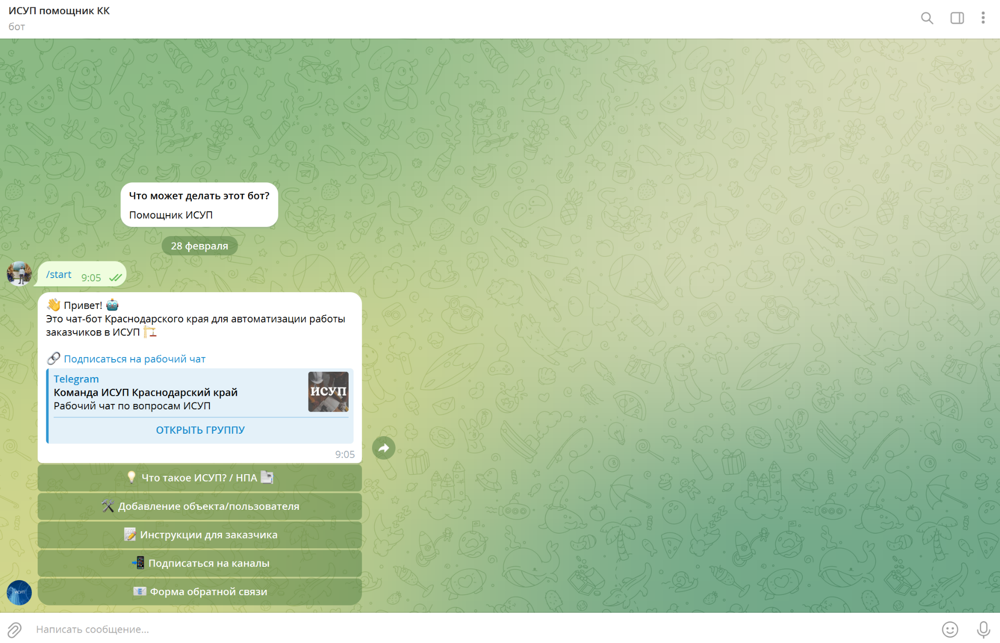 ИСУП помощник КК
бот
Что может делать этот бот?
Помощник ИСУП
28 февраля
/start 9:05
👋 Привет! 🤖
Это чат-бот Краснодарского края для автоматизации работы
заказчиков в ИСУП 🏗
🔗 Подписаться на рабочий чат
Telegram
Команда ИСУП Краснодарский край
Рабочий чат по вопросам ИСУП
ИСУП
ОТКРЫТЬ ГРУППУ
9:05
💡 Что такое ИСУП? / НПА 📑
🛠 Добавление объекта/пользователя
📝 Инструкции для заказчика
📲 Подписаться на каналы
📧 Форма обратной связи
ИСУП
Написать сообщение...